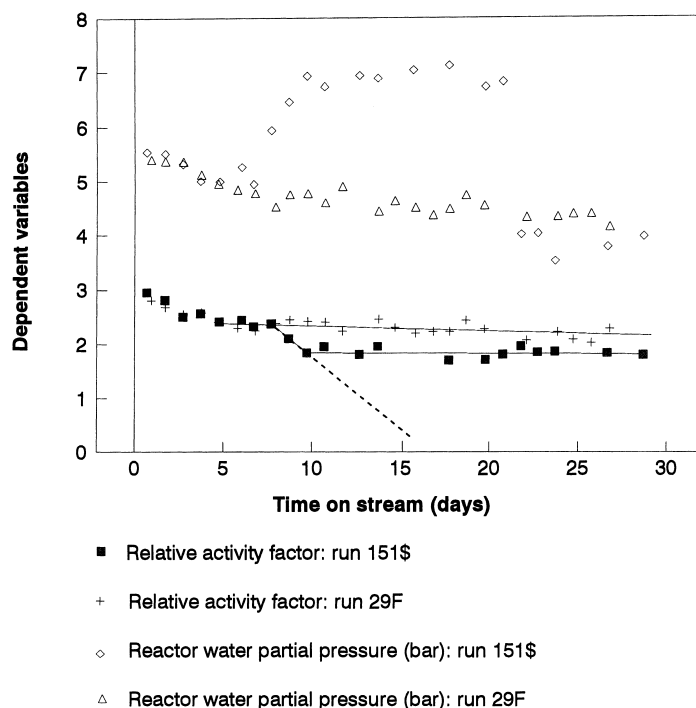 8
7
6
5
4
3
2
1
0
Dependent variables
0 5 10 15 20 25 30
Time on stream (days)
Relative activity factor: run 151$
Relative activity factor: run 29F
Reactor water partial pressure (bar): run 151$
Reactor water partial pressure (bar): run 29F